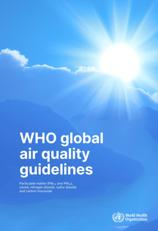 WHO global
air quality
guidelines
Particulate matter (PM₂.₅ and PM₁₀),
ozone, nitrogen dioxide, sulfur dioxide
and carbon monoxide
World Health
Organization